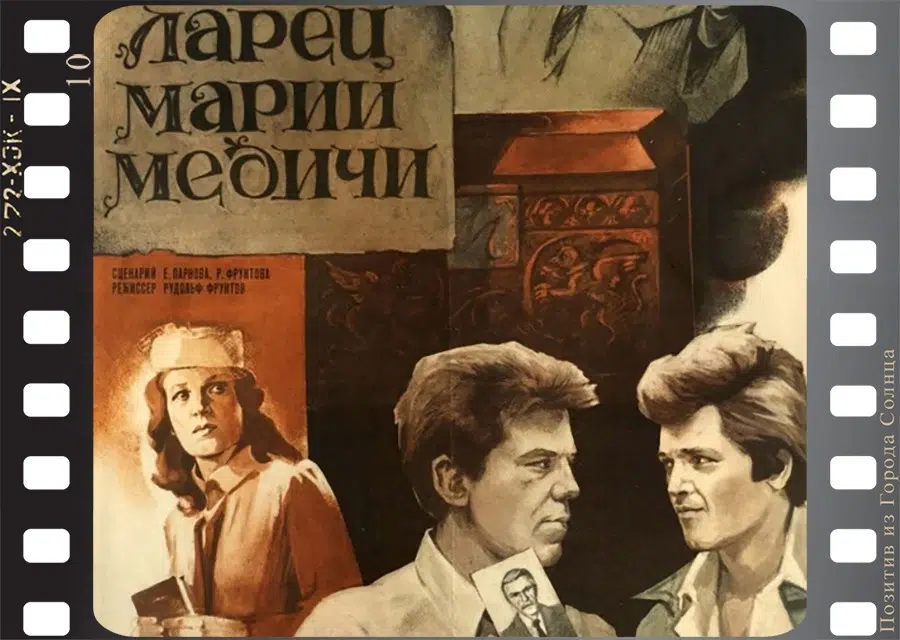 Ларец
Марии
Медичи
СЦЕНАРИЙ Е. ПАРНОВА, Р. ФРУНТОВА
РЕЖИССЕР РУДОЛЬФ ФРУНТОВ
10
Позитив из Города Солнца